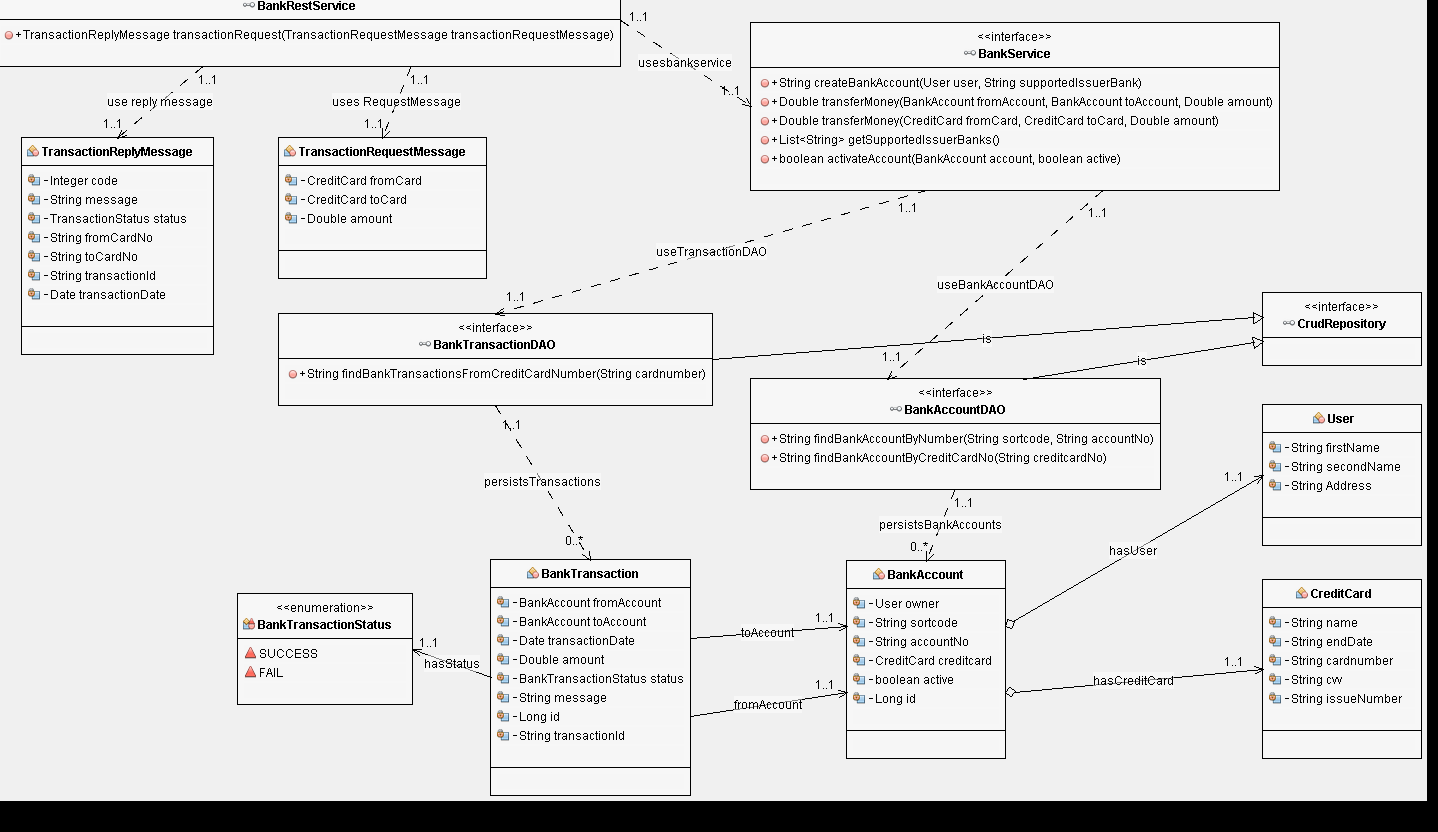 BankRestService
+TransactionReplyMessage transactionRequest(TransactionRequestMessage transactionRequestMessage)
1..1
usesbankservice
1..1
<<interface>>
BankService
+String createBankAccount(User user, String supportedIssuerBank)
+Double transferMoney(BankAccount fromAccount, BankAccount toAccount, Double amount)
+Double transferMoney(CreditCard fromCard, CreditCard toCard, Double amount)
+List<String> getSupportedIssuerBanks()
+boolean activateAccount(BankAccount account, boolean active)
1..1
use reply message
1..1
1..1
uses RequestMessage
1..1
TransactionReplyMessage
-Integer code
-String message
-TransactionStatus status
-String fromCardNo
-String toCardNo
-String transactionId
-Date transactionDate
TransactionRequestMessage
-CreditCard fromCard
-CreditCard toCard
-Double amount
1..1
useTransactionDAO
1..1
1..1
useBankAccountDAO
1..1
<<interface>>
BankTransactionDAO
+String findBankTransactionsFromCreditCardNumber(String cardnumber)
is
is
<<interface>>
CrudRepository
<<interface>>
BankAccountDAO
+String findBankAccountByNumber(String sortcode, String accountNo)
+String findBankAccountByCreditCardNo(String creditcardNo)
User
-String firstName
-String secondName
-String Address
1..1
persistsTransactions
0..*
1..1
persistsBankAccounts
0..*
1..1
hasUser
<<enumeration>>
BankTransactionStatus
SUCCESS
FAIL
1..1
hasStatus
BankTransaction
-BankAccount fromAccount
-BankAccount toAccount
-Date transactionDate
-Double amount
-BankTransactionStatus status
-String message
-Long id
-String transactionId
toAccount
1..1
fromAccount
1..1
BankAccount
-User owner
-String sortcode
-String accountNo
-CreditCard creditcard
-boolean active
-Long id
hasCreditCard
1..1
CreditCard
-String name
-String endDate
-String cardnumber
-String cvv
-String issueNumber